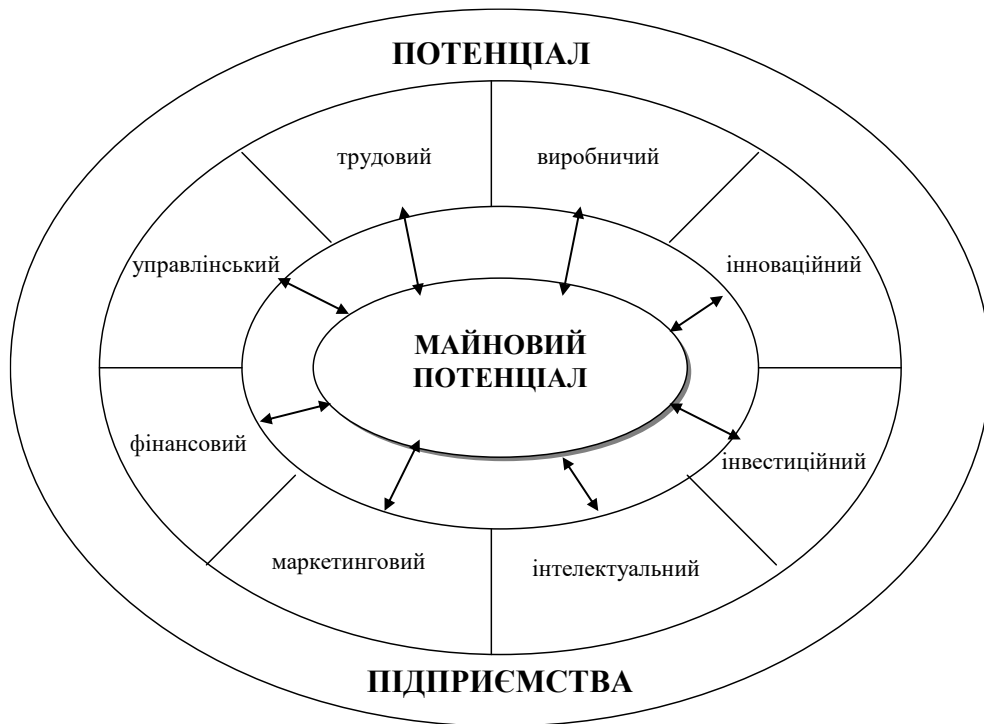 ПОТЕНЦІАЛ
трудовий
виробничий
управлінський
інноваційний
МАЙНОВИЙ
ПОТЕНЦІАЛ
фінансовий
інвестиційний
маркетинговий
інтелектуальний
ПІДПРИЄМСТВА